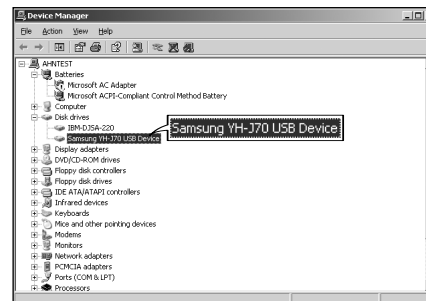 Device Manager
File Action View Help
AHNTEST
Batteries
Microsoft AC Adapter
Microsoft ACPI-Compliant Control Method Battery
Computer
Disk drives
IBM-DJSA-220
Samsung YH-J70 USB Device
Samsung YH-J70 USB Device
Display adapters
DVD/CD-ROM drives
Floppy disk controllers
Floppy disk drives
IDE ATA/ATAPI controllers
Infrared devices
Keyboards
Mice and other pointing devices
Modems
Monitors
Network adapters
PCMCIA adapters
Ports (COM & LPT)
Processors